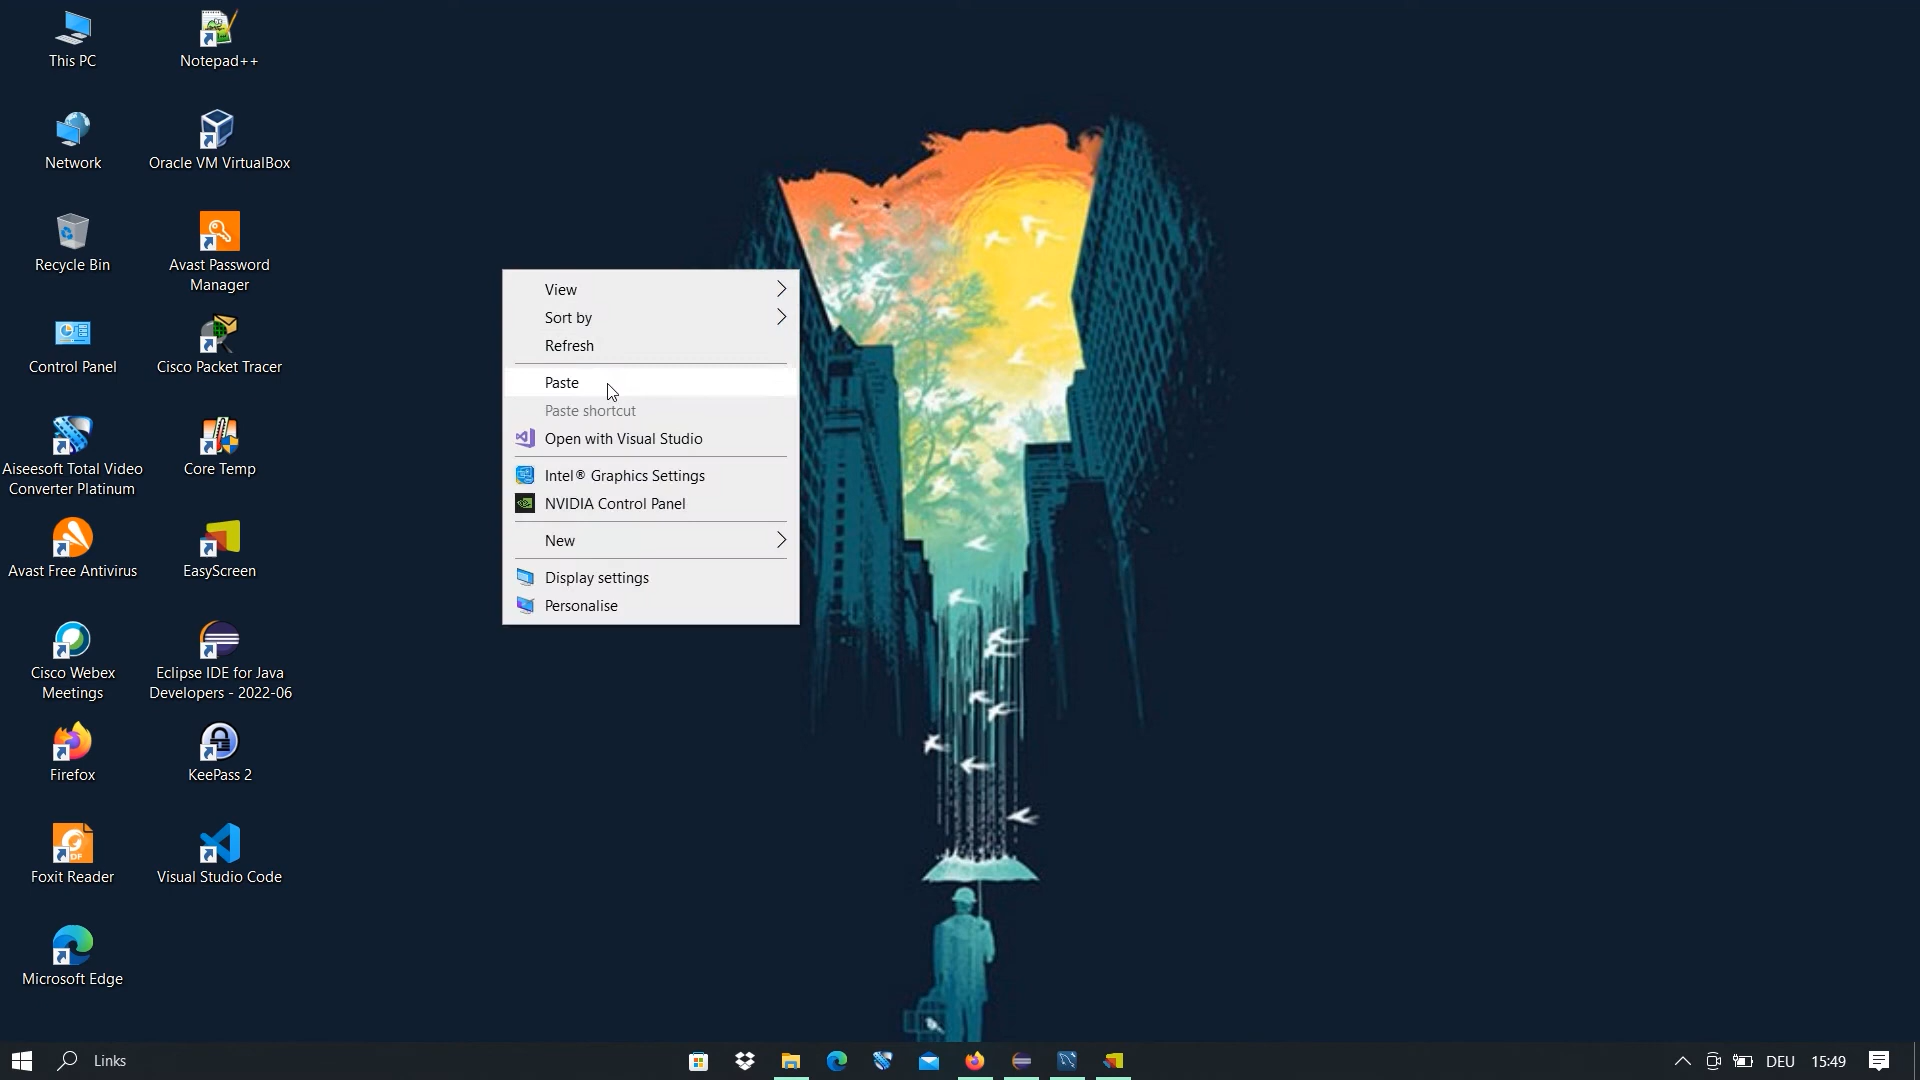 This PC
Notepad++
Network
Oracle VM VirtualBox
Recycle Bin
Avast Password
Manager
Control Panel
Cisco Packet Tracer
Aiseesoft Total Video
Converter Platinum
Core Temp
Avast Free Antivirus
EasyScreen
Cisco Webex
Meetings
Eclipse IDE for Java
Developers - 2022-06
Firefox
KeePass 2
Foxit Reader
Visual Studio Code
Microsoft Edge
View
Sort by
Refresh
Paste
Paste shortcut
Open with Visual Studio
Intel® Graphics Settings
NVIDIA Control Panel
New
Display settings
Personalise
Links
DEU
15:49